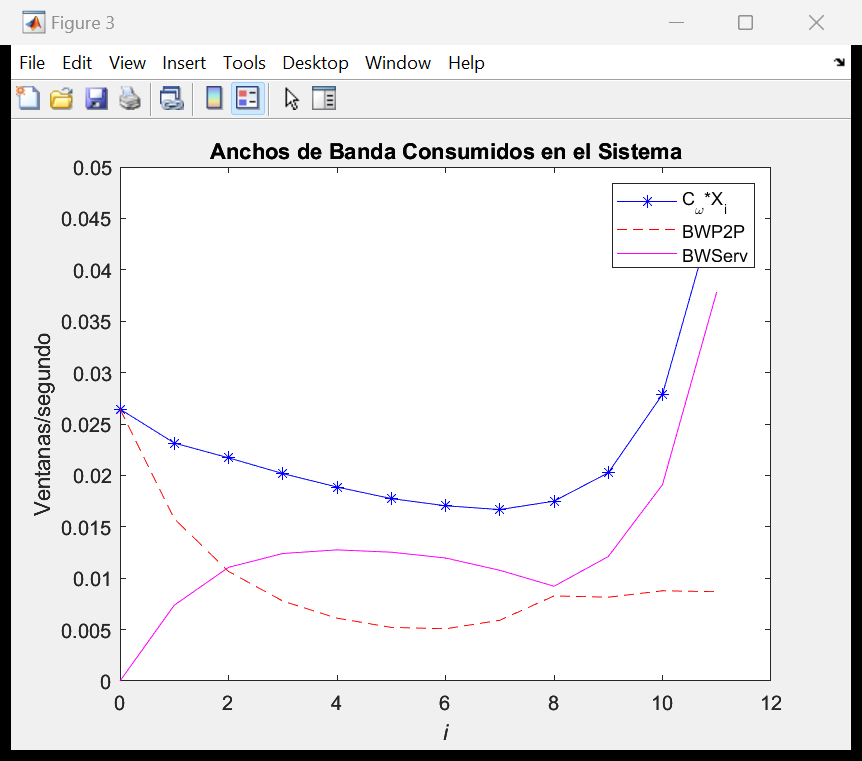 Figure 3
File Edit View Insert Tools Desktop Window Help
Anchos de Banda Consumidos en el Sistema
C_ω*X_i
BWP2P
BWServ
Ventanas/segundo
0.05
0.045
0.04
0.035
0.03
0.025
0.02
0.015
0.01
0.005
0
0 2 4 6 8 10 12
i